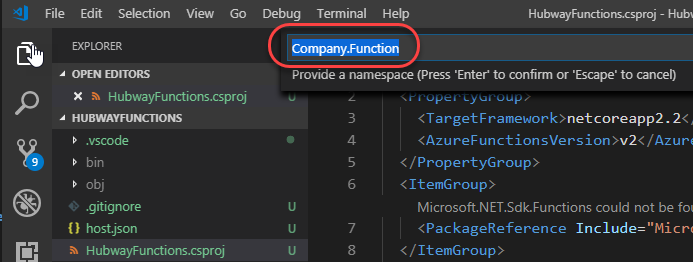 File Edit Selection View Go Debug Terminal Help HubwayFunctions.csproj - Hub
EXPLORER
Company.Function
Provide a namespace (Press 'Enter' to confirm or 'Escape' to cancel)
OPEN EDITORS
HubwayFunctions.csproj U
HUBWAYFUNCTIONS
.vscode
bin
obj
.gitignore U
host.json U
HubwayFunctions.csproj U
9
2 <PropertyGroup>
3 <TargetFramework>netcoreapp2.2</
4 <AzureFunctionsVersion>v2</Azure
5 </PropertyGroup>
6 <ItemGroup>
Microsoft.NET.Sdk.Functions could not be fou
7 <PackageReference Include="Micro
8 </ItemGroup>